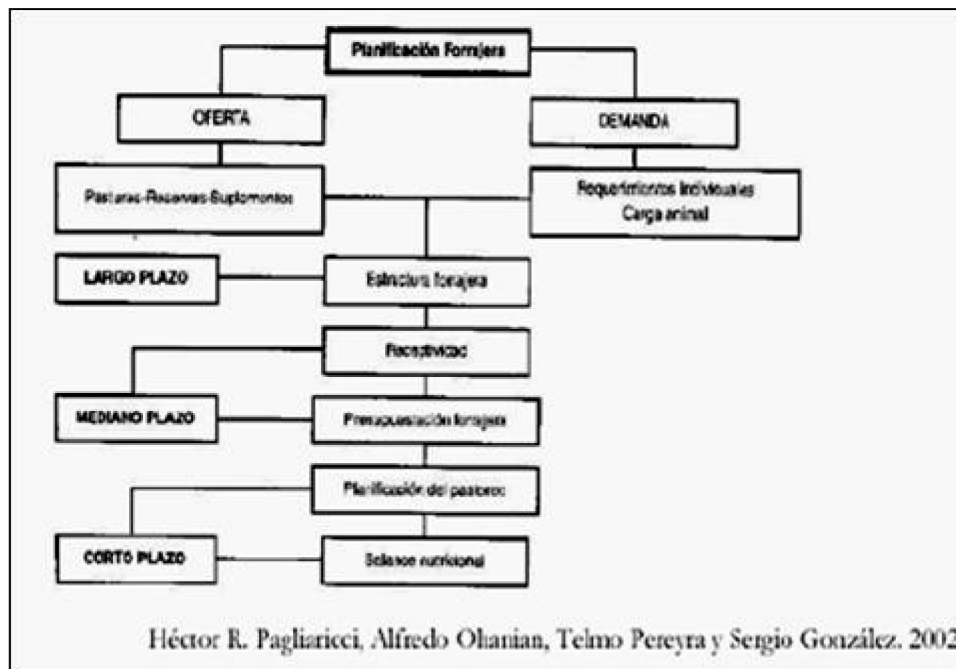 Planificación Forrajera
OFERTA
DEMANDA
Pasturas-Reservas-Suplementos
Requerimientos Individuales
Carga animal
LARGO PLAZO
Estructura forrajera
Receptividad
MEDIANO PLAZO
Presupuestación forrajera
Planificación del pastoreo
CORTO PLAZO
Balance nutricional
Héctor R. Pagliaricci, Alfredo Ohanian, Telmo Pereyra y Sergio González. 2002